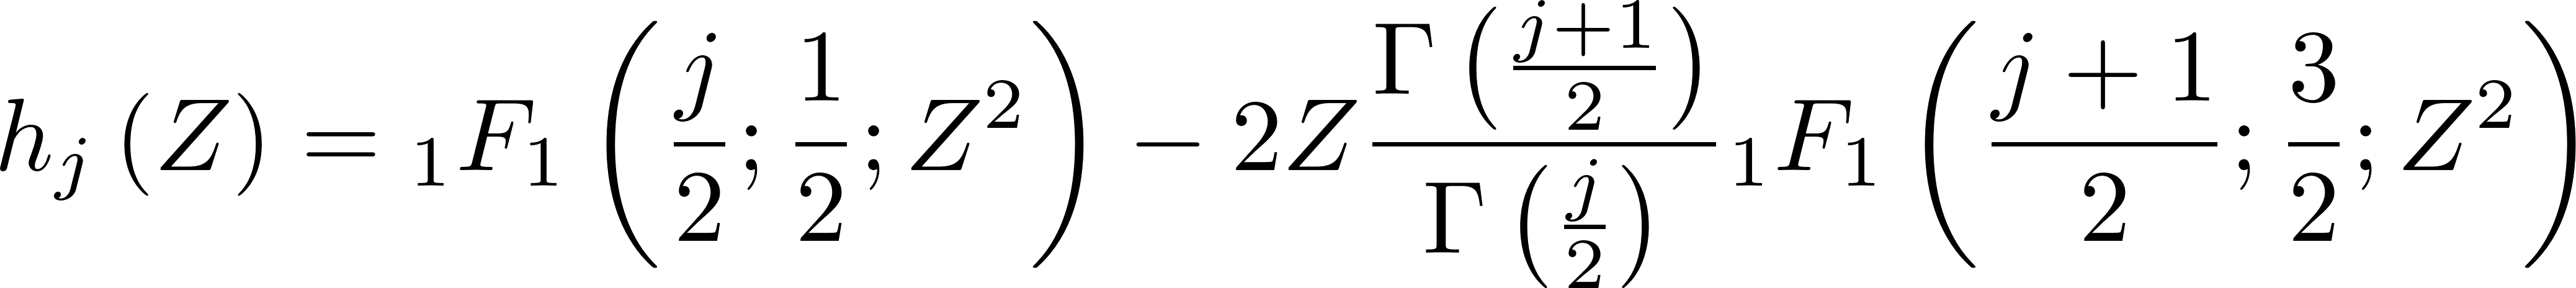 h_j (Z) = {}_1F_1 \left( \frac{j}{2}; \frac{1}{2}; Z^2 \right) - 2Z \frac{\Gamma \left( \frac{j+1}{2} \right)}{\Gamma \left( \frac{j}{2} \right)} {}_1F_1 \left( \frac{j+1}{2}; \frac{3}{2}; Z^2 \right)